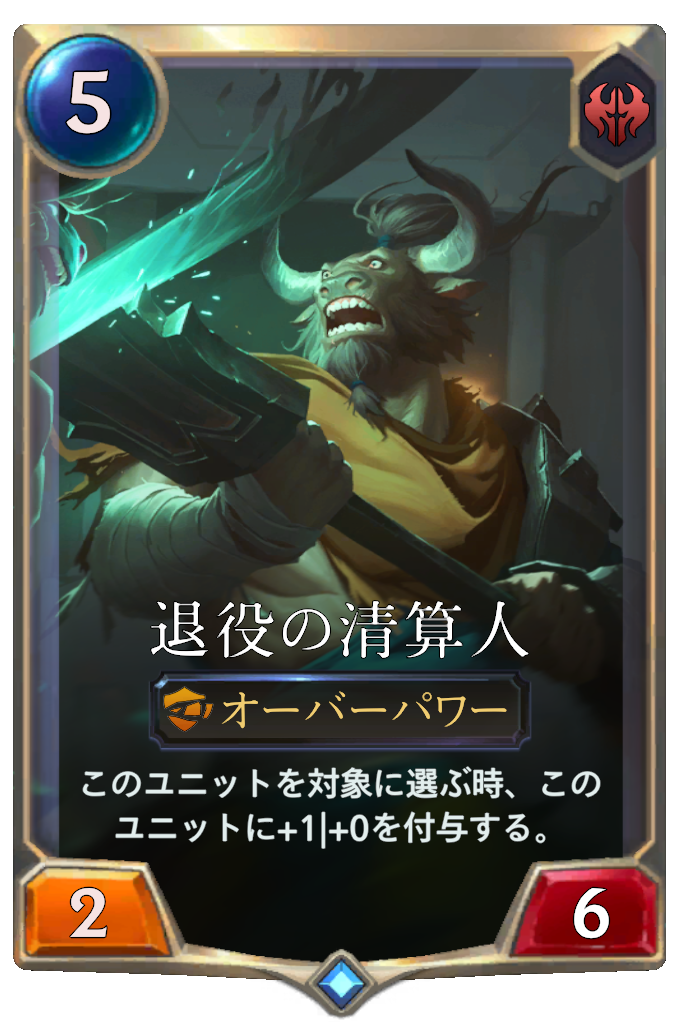 5
退役の清算人
オーバーパワー
このユニットを対象に選ぶ時、この
ユニットに+1|+0を付与する。
2
6